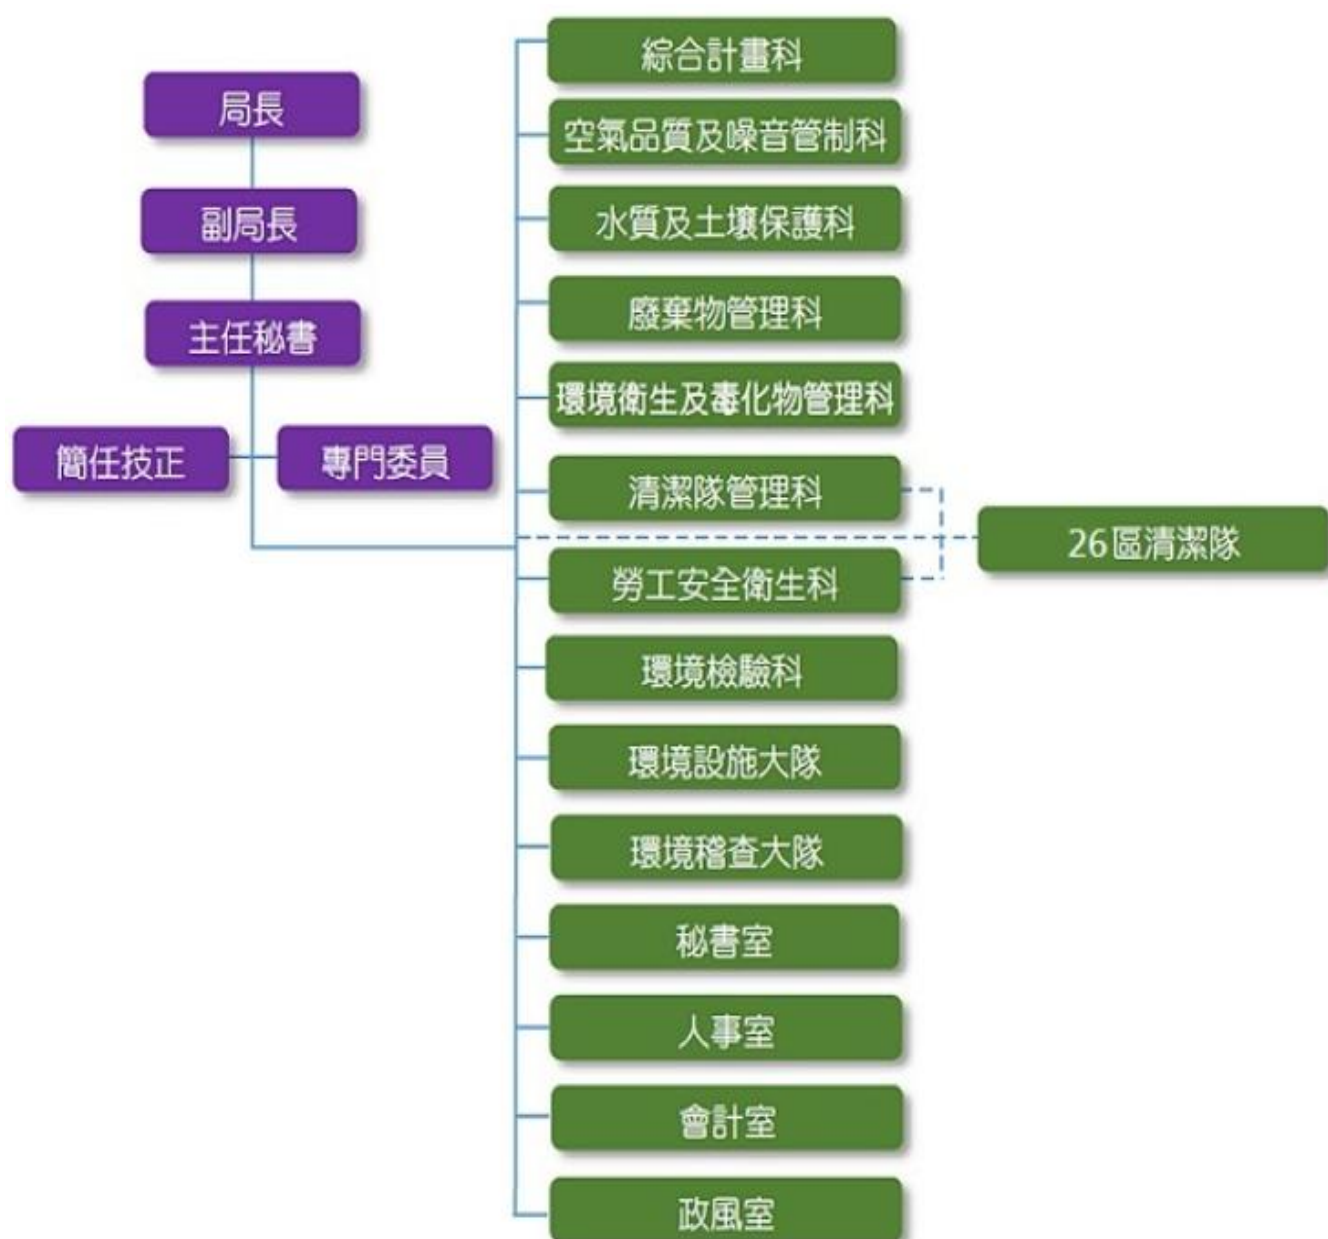 局長
副局長
主任秘書
簡任技正
專門委員
綜合計畫科
空氣品質及噪音管制科
水質及土壤保護科
廢棄物管理科
環境衛生及毒化物管理科
清潔隊管理科
26區清潔隊
勞工安全衛生科
環境檢驗科
環境設施大隊
環境稽查大隊
秘書室
人事室
會計室
政風室